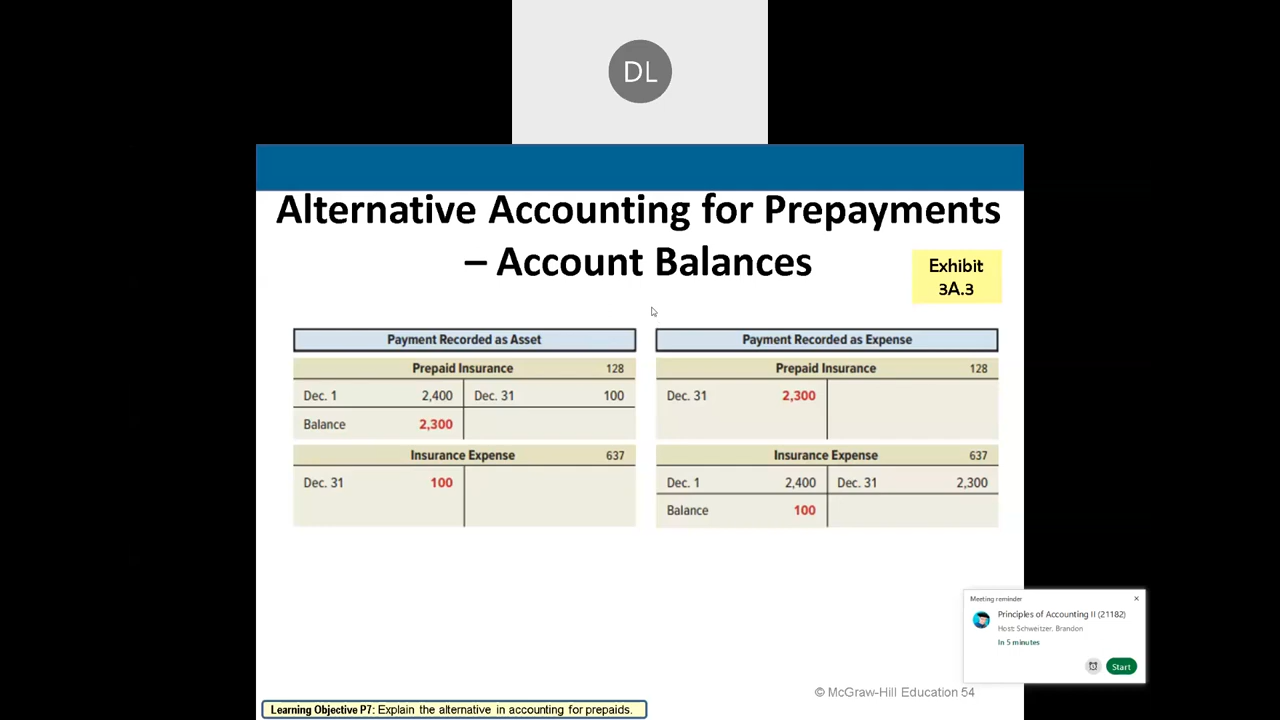 DL
Alternative Accounting for Prepayments
– Account Balances
Exhibit
3A.3
Payment Recorded as Asset
Prepaid Insurance 128
Dec. 1 2,400 Dec. 31 100
Balance 2,300
Insurance Expense 637
Dec. 31 100
Payment Recorded as Expense
Prepaid Insurance 128
Dec. 31 2,300
Insurance Expense 637
Dec. 1 2,400 Dec. 31 2,300
Balance 100
Meeting reminder
Principles of Accounting II (21182)
Host: Schweitzer, Brandon
In 5 minutes
Start
© McGraw-Hill Education 54
Learning Objective P7: Explain the alternative in accounting for prepaids.